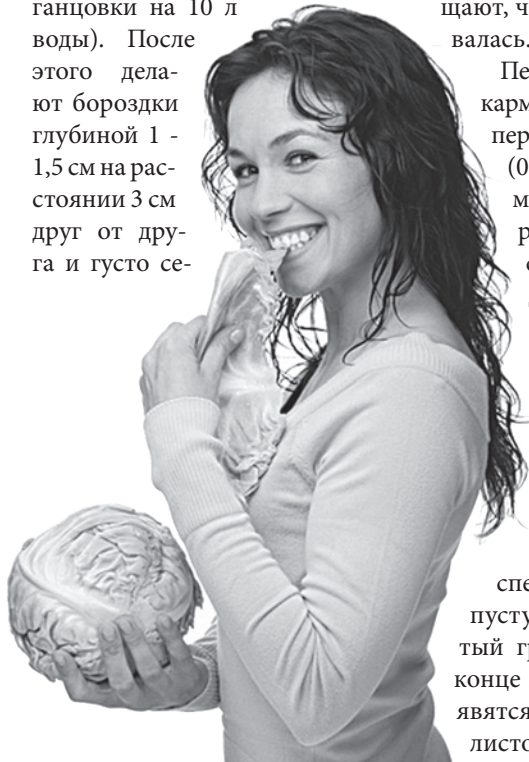 ганцовки на 10 л
воды). После
этого дела-
ют бороздки
глубиной 1 -
1,5 см на рас-
стоянии 3 см
друг от дру-
га и густо се-
щают, ч
валась.
Пе
карм
пер
(0
м
р
спе
пусту
тый гр
конце
явятся
листо